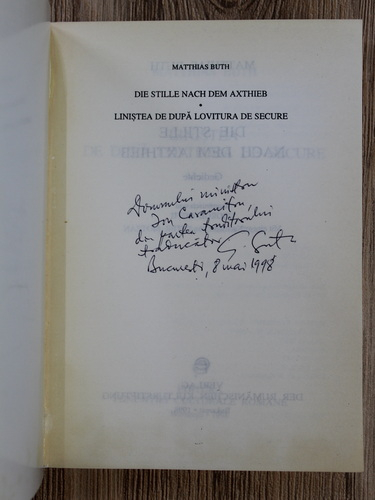 MATTHIAS BUTH
DIE STILLE NACH DEM AXTHIEB
•
LINIȘTEA DE DUPĂ LOVITURA DE SECURE
Domnului ministru
Ion Caramitru,
din partea
traducător
București, 8 mai 1998